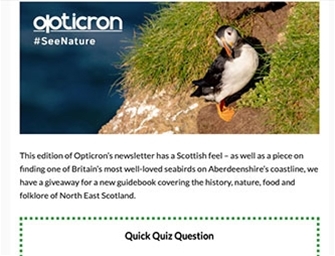 opticron
#SeeNature
This edition of Opticron's newsletter has a Scottish feel – as well as a piece on
finding one of Britain's most well-loved seabirds on Aberdeenshire's coastline, we
have a giveaway for a new guidebook covering the history, nature, food and
folklore of North East Scotland.
Quick Quiz Question